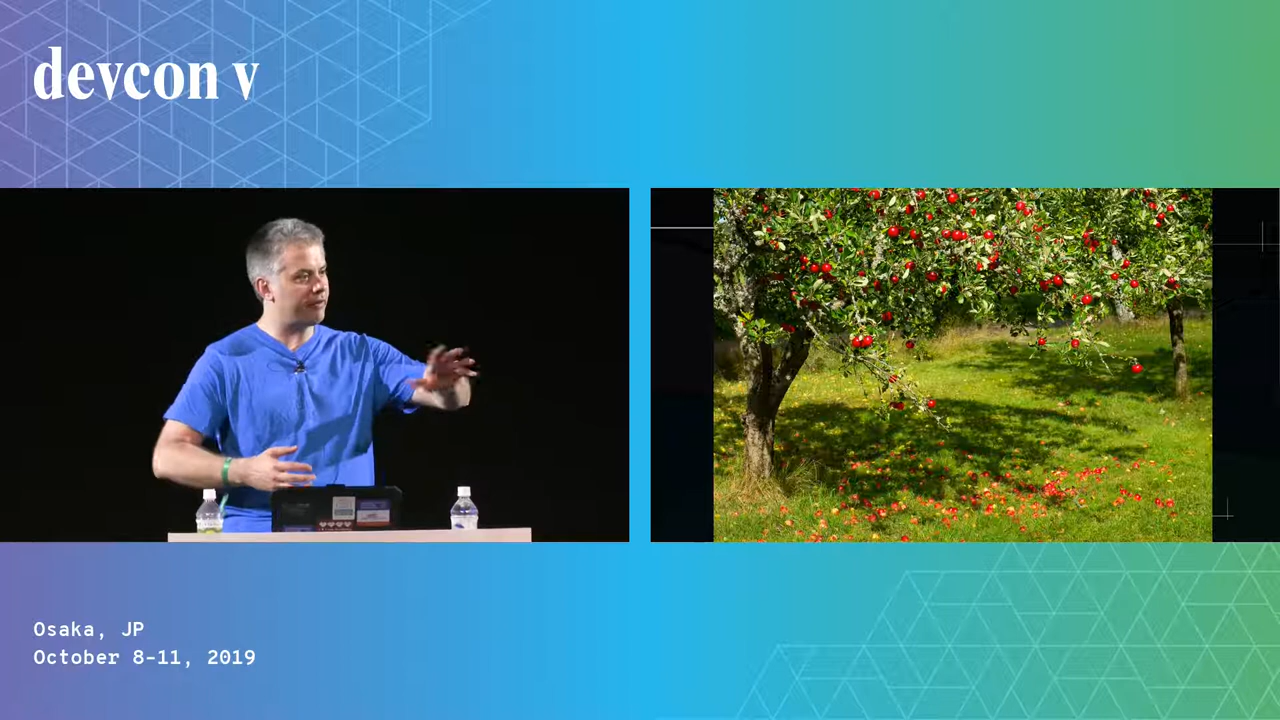 devcon v
Osaka, JP
October 8-11, 2019